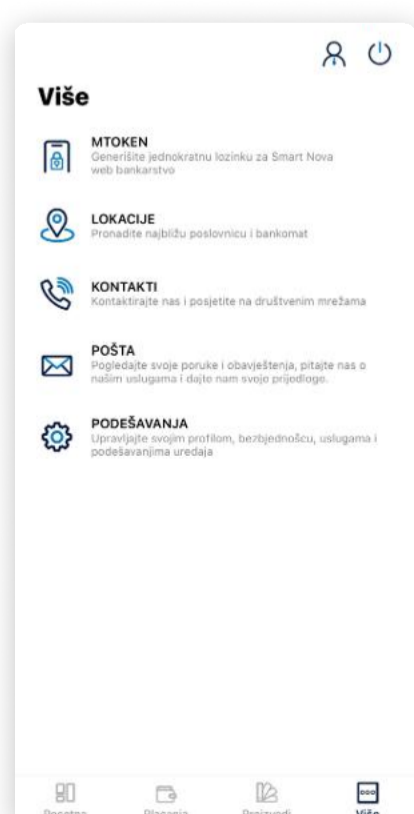 Više
MTOKEN
Generišite jednokratnu lozinku za Smart Nova
web bankarstvo
LOKACIJE
Pronađite najbližu poslovnicu i bankomat
KONTAKTI
Kontaktirajte nas i posjetite na društvenim mrežama
POŠTA
Pogledajte svoje poruke i obavještenja, pitajte nas o
našim uslugama i dajte nam svoje prijedloge.
PODEŠAVANJA
Upravljajte svojim profilom, bezbjednošcu, uslugama i
podešavanjima uređaja
Više